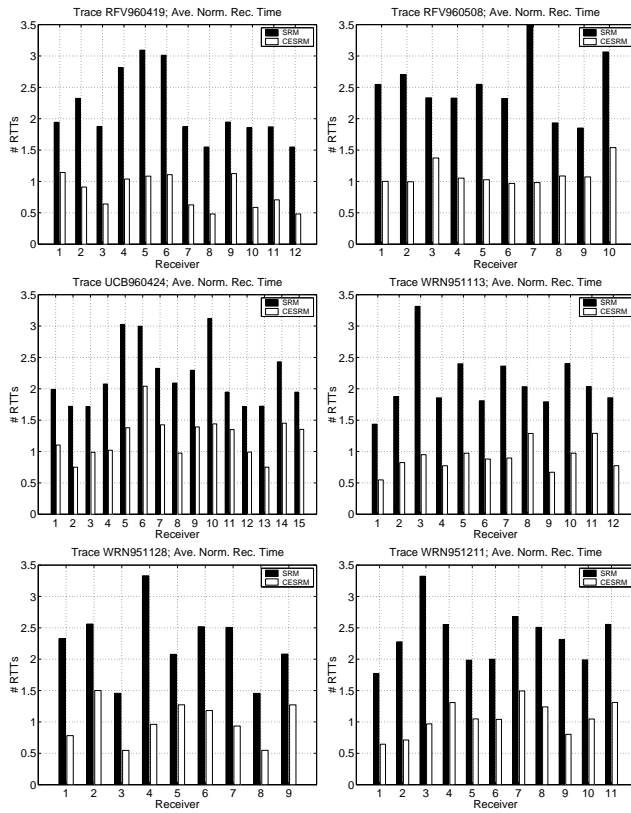 Trace RFV960419; Ave. Norm. Rec. Time
3.5
3
2.5
2
1.5
1
0.5
0
# RTTs
SRM
CESRM
1 2 3 4 5 6 7 8 9 10 11 12
Receiver
Trace RFV960508; Ave. Norm. Rec. Time
3.5
3
2.5
2
1.5
1
0.5
0
# RTTs
SRM
CESRM
1 2 3 4 5 6 7 8 9 10
Receiver
Trace UCB960424; Ave. Norm. Rec. Time
3.5
3
2.5
2
1.5
1
0.5
0
# RTTs
SRM
CESRM
1 2 3 4 5 6 7 8 9 10 11 12 13 14 15
Receiver
Trace WRN951113; Ave. Norm. Rec. Time
3.5
3
2.5
2
1.5
1
0.5
0
# RTTs
SRM
CESRM
1 2 3 4 5 6 7 8 9 10 11 12
Receiver
Trace WRN951128; Ave. Norm. Rec. Time
3.5
3
2.5
2
1.5
1
0.5
0
# RTTs
SRM
CESRM
1 2 3 4 5 6 7 8 9
Receiver
Trace WRN951211; Ave. Norm. Rec. Time
3.5
3
2.5
2
1.5
1
0.5
0
# RTTs
SRM
CESRM
1 2 3 4 5 6 7 8 9 10 11
Receiver